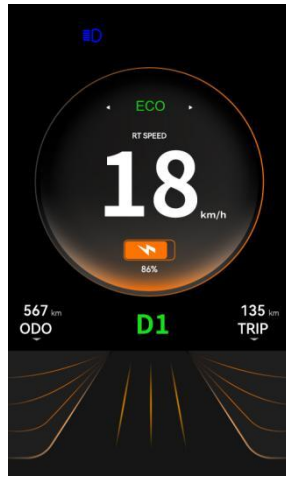 ECO
RT SPEED
18 km/h
86%
567 km
ODO
D1
135 km
TRIP